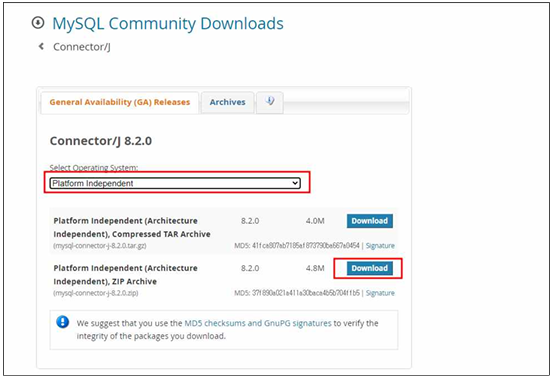 MySQL Community Downloads
Connector/J
General Availability (GA) Releases Archives
Connector/J 8.2.0
Select Operating System:
Platform Independent
Platform Independent (Architecture 8.2.0 4.0M Download
Independent), Compressed TAR Archive
(mysql-connector-j-8.2.0.tar.gz) MD5: | Signature
Platform Independent (Architecture 8.2.0 4.8M Download
Independent), ZIP Archive
(mysql-connector-j-8.2.0.zip) MD5: | Signature
We suggest that you use the MD5 checksums and GnuPG signatures to verify the
integrity of the packages you download.